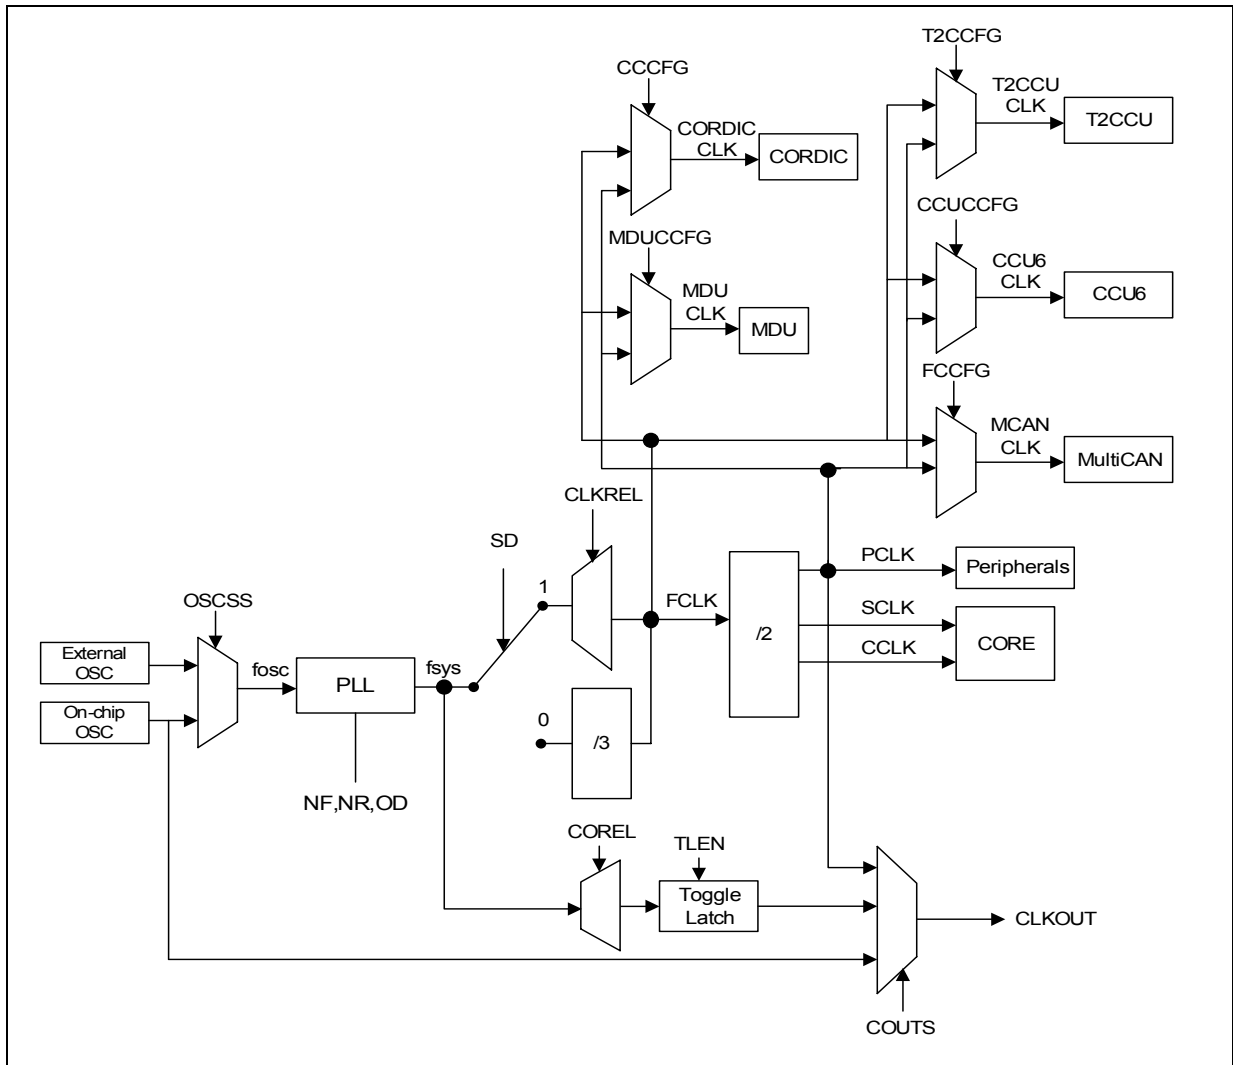 T2CCFG
CCCFG
T2CCU
CLK
T2CCU
CORDIC
CLK
CORDIC
CCUCCFG
MDUCCFG
CCU6
CLK
CCU6
MDU
CLK
MDU
FCCFG
MCAN
CLK
MultiCAN
CLKREL
SD
1
FCLK
/2
PCLK
Peripherals
SCLK
CCLK
CORE
OSCSS
External
OSC
On-chip
OSC
fosc
PLL
fsys
0
/3
NF,NR,OD
COREL
TLEN
Toggle
Latch
CLKOUT
COUTS